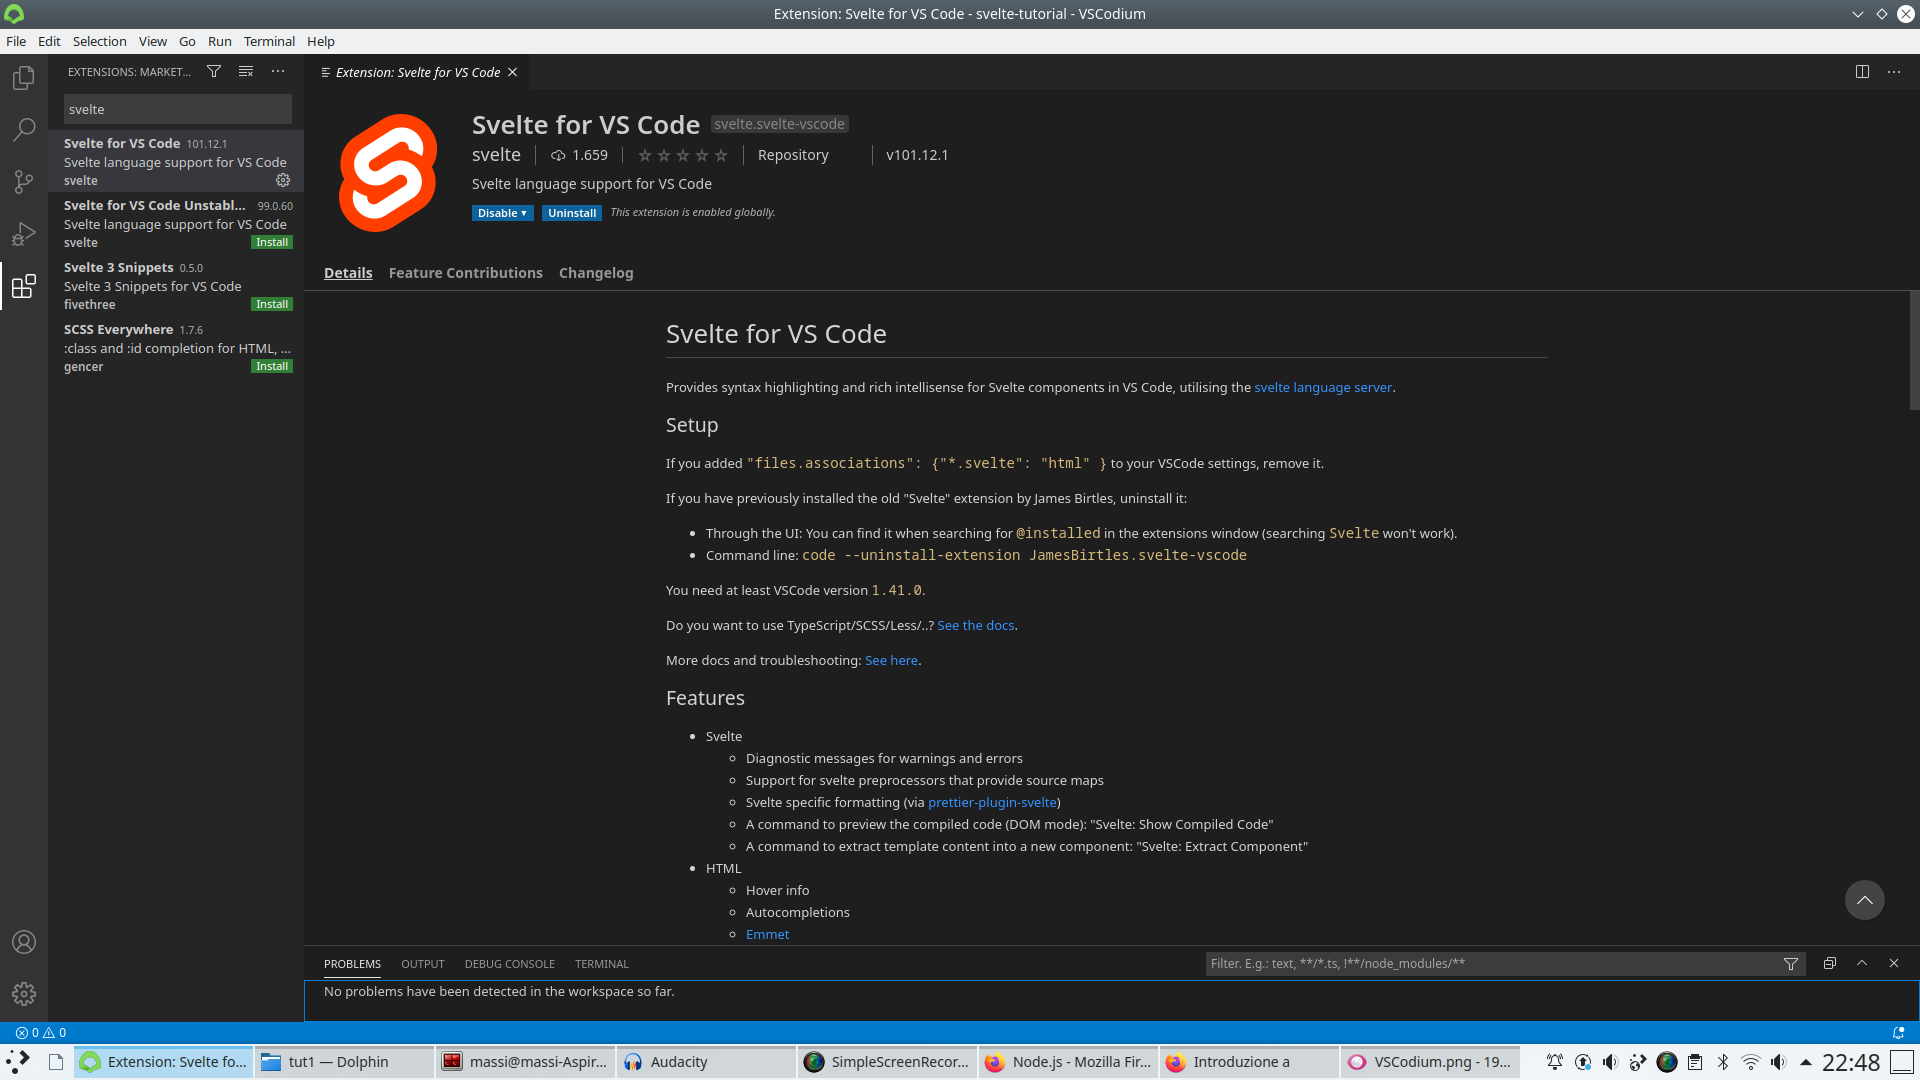 Extension: Svelte for VS Code - svelte-tutorial - VSCodium
File Edit Selection View Go Run Terminal Help
EXTENSIONS: MARKET...
svelte
Svelte for VS Code 101.12.1
Svelte language support for VS Code
svelte
Svelte for VS Code Unstabl... 99.0.60
Svelte language support for VS Code
svelte Install
Svelte 3 Snippets 0.5.0
Svelte 3 Snippets for VS Code
fivethree Install
SCSS Everywhere 1.7.6
:class and :id completion for HTML, ...
gencer Install
Extension: Svelte for VS Code
Svelte for VS Code svelte.svelte-vscode
svelte 1.659 Repository v101.12.1
Svelte language support for VS Code
Disable Uninstall This extension is enabled globally.
Details Feature Contributions Changelog
Svelte for VS Code
Provides syntax highlighting and rich intellisense for Svelte components in VS Code, utilising the svelte language server.
Setup
If you added "files.associations": {"*.svelte": "html" } to your VSCode settings, remove it.
If you have previously installed the old "Svelte" extension by James Birtles, uninstall it:
• Through the UI: You can find it when searching for @installed in the extensions window (searching Svelte won't work).
• Command line: code --uninstall-extension JamesBirtles.svelte-vscode
You need at least VSCode version 1.41.0.
Do you want to use TypeScript/SCSS/Less/..? See the docs.
More docs and troubleshooting: See here.
Features
• Svelte
◦ Diagnostic messages for warnings and errors
◦ Support for svelte preprocessors that provide source maps
◦ Svelte specific formatting (via prettier-plugin-svelte)
◦ A command to preview the compiled code (DOM mode): "Svelte: Show Compiled Code"
◦ A command to extract template content into a new component: "Svelte: Extract Component"
• HTML
◦ Hover info
◦ Autocompletions
◦ Emmet
PROBLEMS OUTPUT DEBUG CONSOLE TERMINAL Filter. E.g.: text, **/*.ts, !**/node_modules/**
No problems have been detected in the workspace so far.
0 0
Extension: Svelte fo... tut1 — Dolphin massi@massi-Aspir... Audacity SimpleScreenRecor... Node.js - Mozilla Fir... Introduzione a VSCodium.png - 19... 22:48